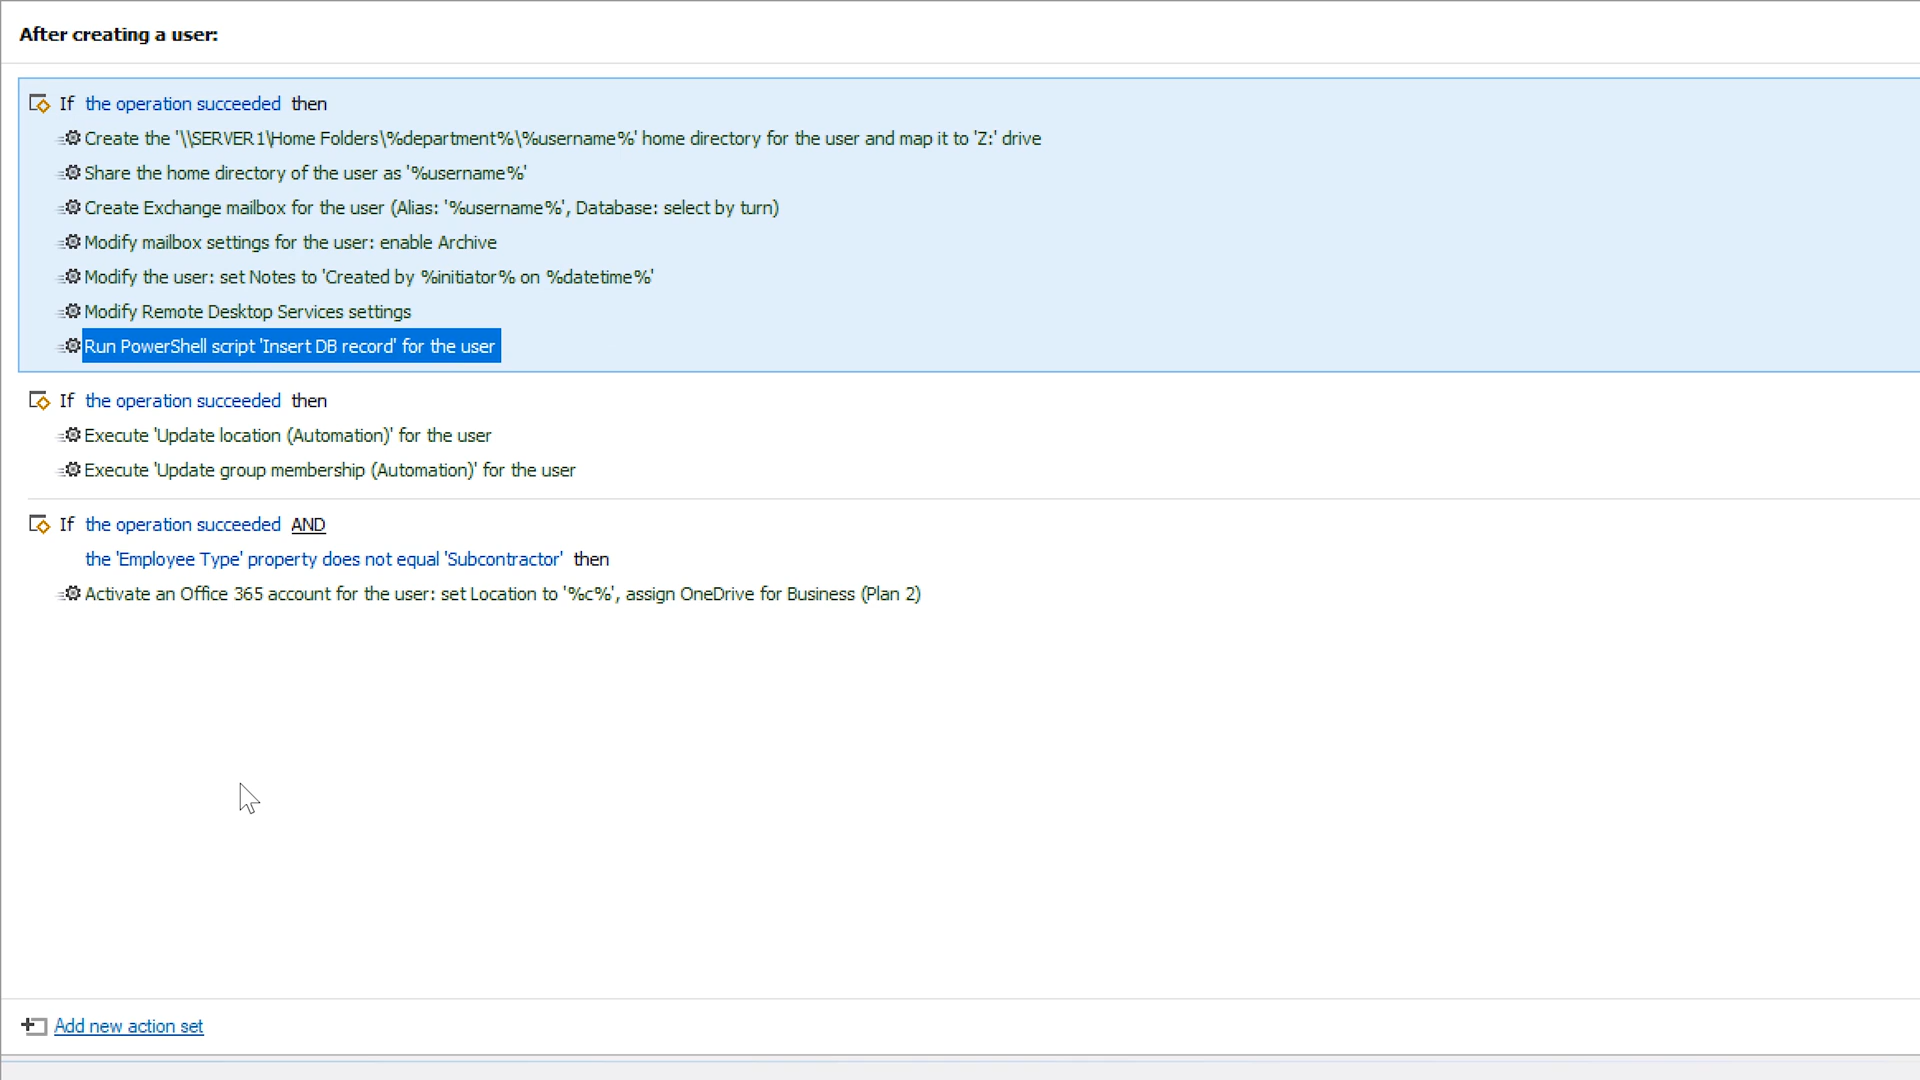 After creating a user:
If the operation succeeded then
Create the '\\SERVER1\Home Folders\%department%\%username%' home directory for the user and map it to 'Z:' drive
Share the home directory of the user as '%username%'
Create Exchange mailbox for the user (Alias: '%username%', Database: select by turn)
Modify mailbox settings for the user: enable Archive
Modify the user: set Notes to 'Created by %initiator% on %datetime%'
Modify Remote Desktop Services settings
Run PowerShell script 'Insert DB record' for the user
If the operation succeeded then
Execute 'Update location (Automation)' for the user
Execute 'Update group membership (Automation)' for the user
If the operation succeeded AND
the 'Employee Type' property does not equal 'Subcontractor' then
Activate an Office 365 account for the user: set Location to '%c%', assign OneDrive for Business (Plan 2)
Add new action set